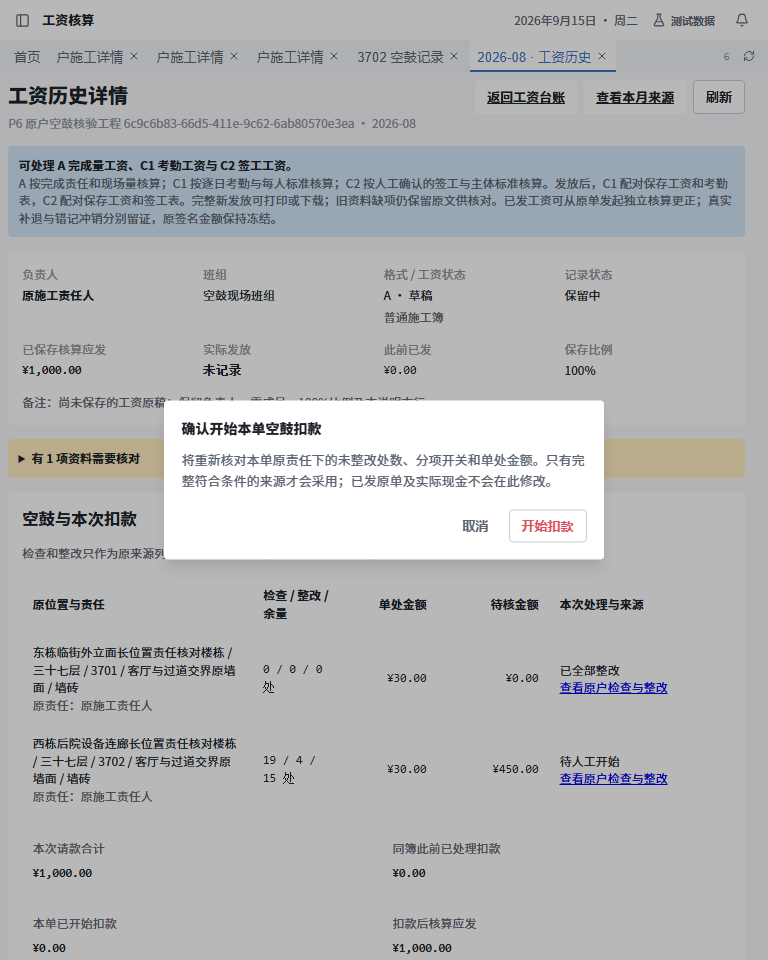 工资核算
2026年9月15日 · 周二
测试数据
首页
户施工详情 ×
户施工详情 ×
户施工详情 ×
3702 空鼓记录 ×
2026-08 · 工资历史 ×
6
工资历史详情
返回工资台账
查看本月来源
刷新
P6 原户空鼓核验工程 6c9c6b83-66d5-411e-9c62-6ab80570e3ea · 2026-08
可处理 A 完成量工资、C1 考勤工资与 C2 签工工资。
A 按完成责任和现场量核算；C1 按逐日考勤与每人标准核算；C2 按人工确认的签工与主体标准核算。发放后，C1 配对保存工资和考勤
表，C2 配对保存工资和签工表。完整新发放可打印或下载；旧资料缺项仍保留原文供核对。已发工资可从原单发起独立核算更正；真实
补退与错记冲销分别留证，原签名金额保持冻结。
负责人
班组
格式 / 工资状态
记录状态
原施工责任人
空鼓现场班组
A · 草稿
保留中
普通施工簿
已保存核算应发
实际发放
此前已发
保存比例
¥1,000.00
未记录
¥0.00
100%
备注：尚未保存的工资原稿
有 1 项资料需要核对
确认开始本单空鼓扣款
将重新核对本单原责任下的未整改处数、分项开关和单处金额。只有完
整符合条件的来源才会采用；已发原单及实际现金不会在此修改。
取消
开始扣款
空鼓与本次扣款
检查和整改只作为原来源列
原位置与责任
检查 / 整改 /
余量
单处金额
待核金额
本次处理与来源
东栋临街外立面长位置责任核对楼栋 /
三十七层 / 3701 / 客厅与过道交界原墙
面 / 墙砖
原责任：原施工责任人
0 / 0 / 0
处
¥30.00
¥0.00
已全部整改
查看原户检查与整改
西栋后院设备连廊长位置责任核对楼栋
/ 三十七层 / 3702 / 客厅与过道交界原
墙面 / 墙砖
原责任：原施工责任人
19 / 4 /
15 处
¥30.00
¥450.00
待人工开始
查看原户检查与整改
本次请款合计
同簿此前已处理扣款
¥1,000.00
¥0.00
本单已开始扣款
扣款后核算应发
¥0.00
¥1,000.00